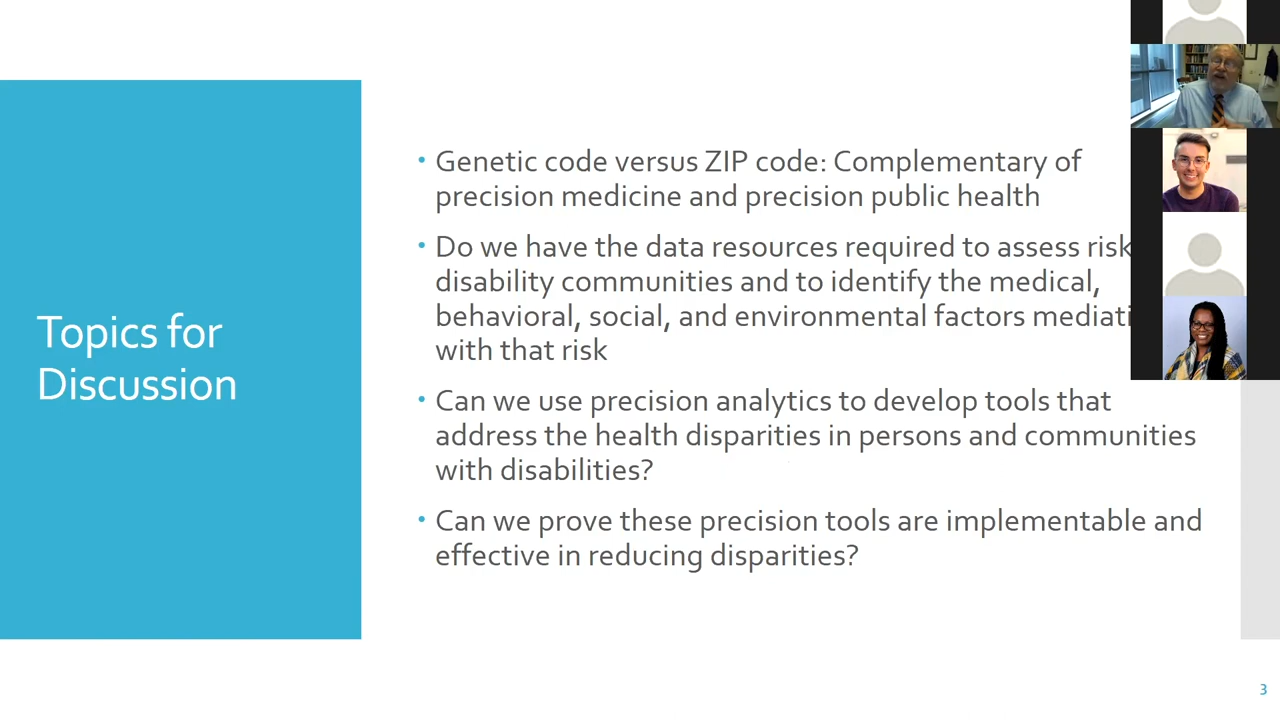 Topics for
Discussion
• Genetic code versus ZIP code: Complementary of
precision medicine and precision public health
• Do we have the data resources required to assess risk
disability communities and to identify the medical,
behavioral, social, and environmental factors mediati
with that risk
• Can we use precision analytics to develop tools that
address the health disparities in persons and communities
with disabilities?
• Can we prove these precision tools are implementable and
effective in reducing disparities?
3